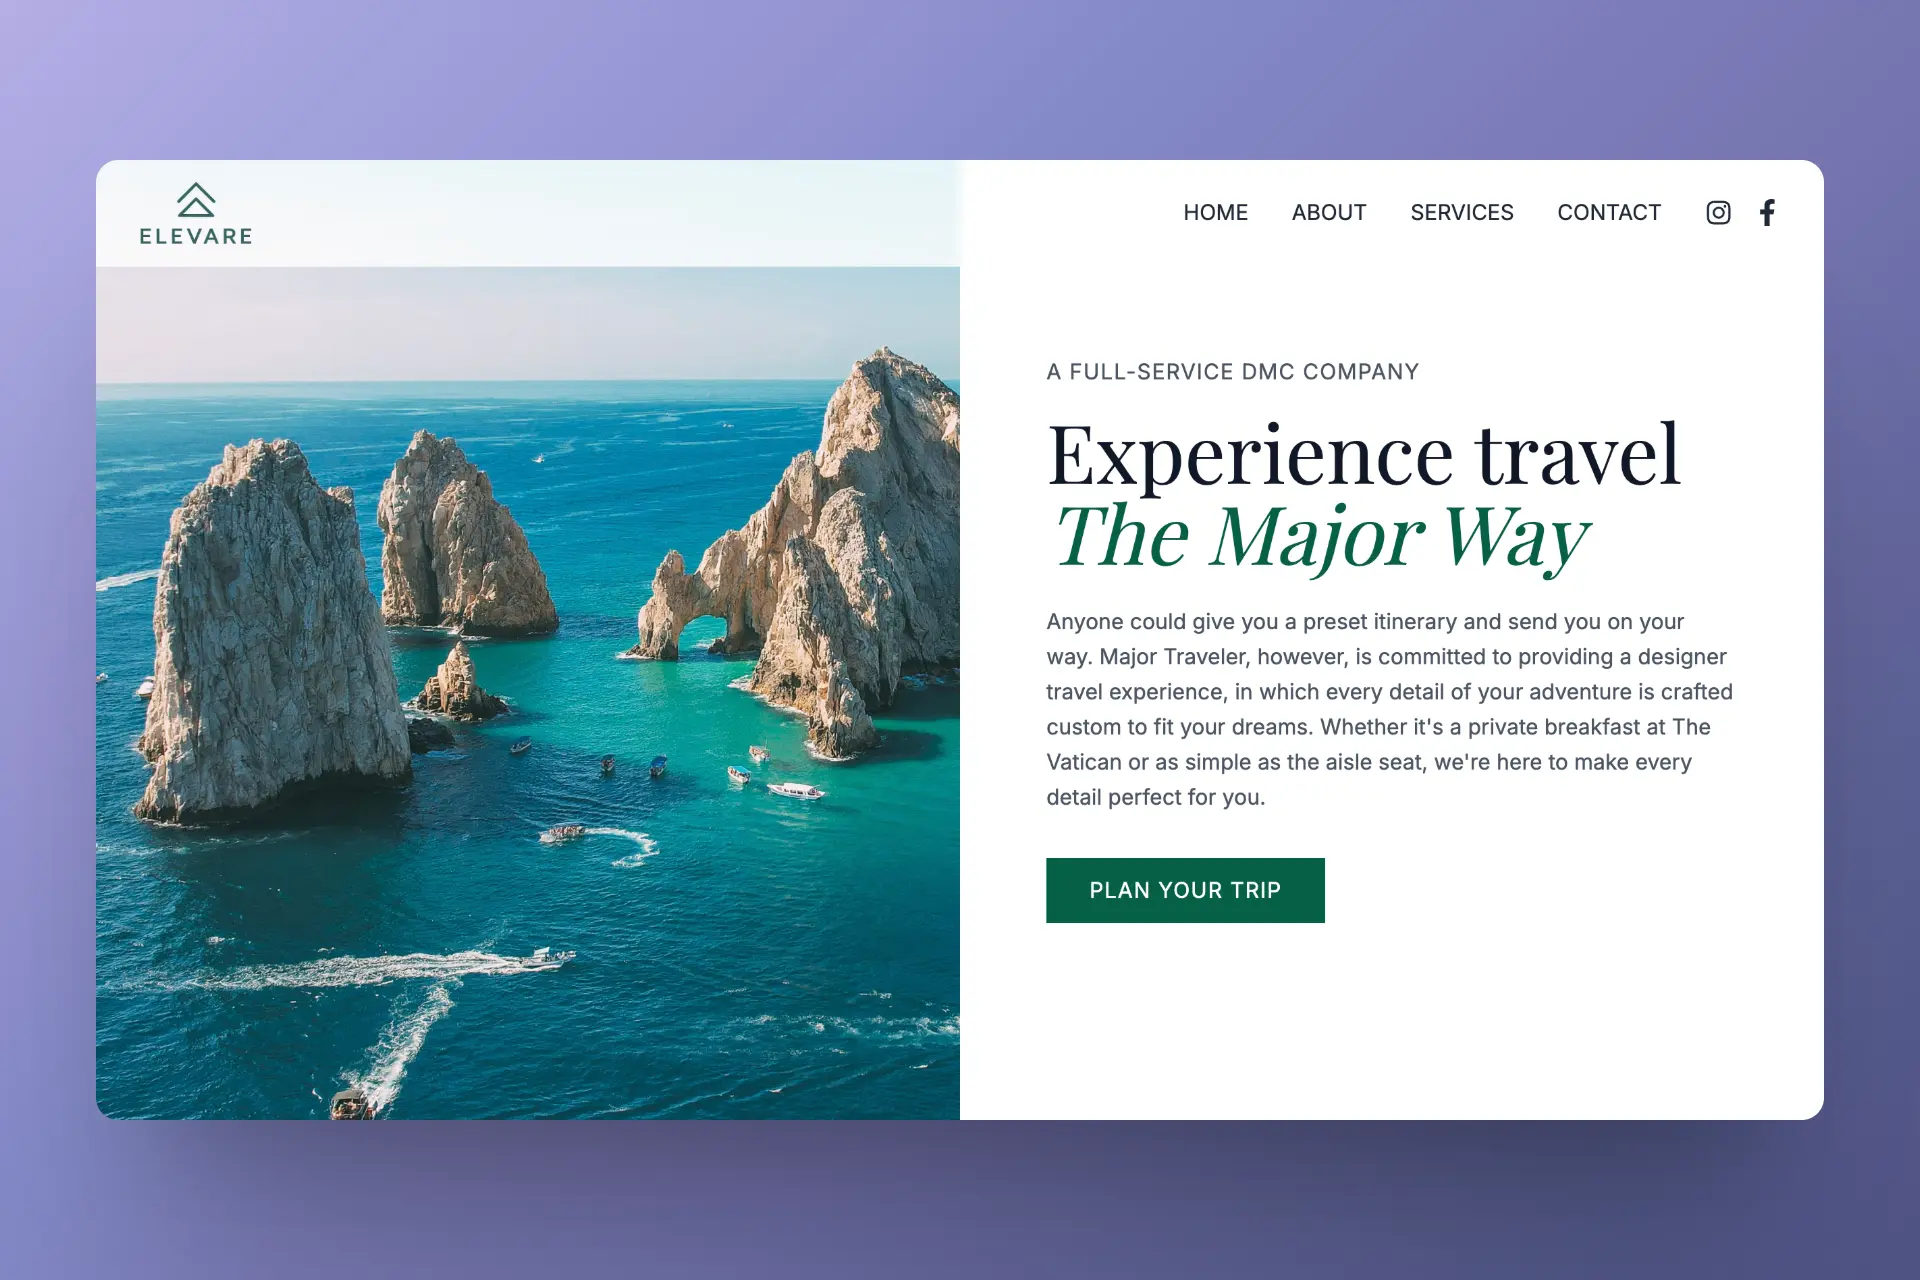 ELEVARE
HOME
ABOUT
SERVICES
CONTACT
A FULL-SERVICE DMC COMPANY
Experience travel
The Major Way
Anyone could give you a preset itinerary and send you on your
way. Major Traveler, however, is committed to providing a designer
travel experience, in which every detail of your adventure is crafted
custom to fit your dreams. Whether it's a private breakfast at The
Vatican or as simple as the aisle seat, we're here to make every
detail perfect for you.
PLAN YOUR TRIP